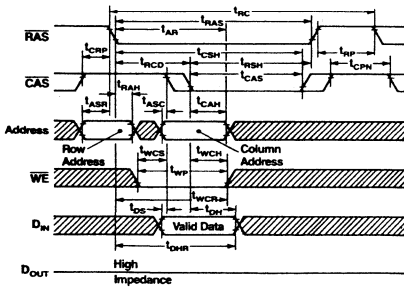 tRC
tRAS
tAR
RAS
tCRP
tCSH
tRP
tRCD
tRSH
tCAS
tCPN
CAS
tRAH
tASR
tASC
tCAH
Address
Row
Address
tWCS
tWCH
Column
Address
tWP
WE
tWCR
tDS
tDH
DIN
Valid Data
tDHR
High
Impedance
DOUT